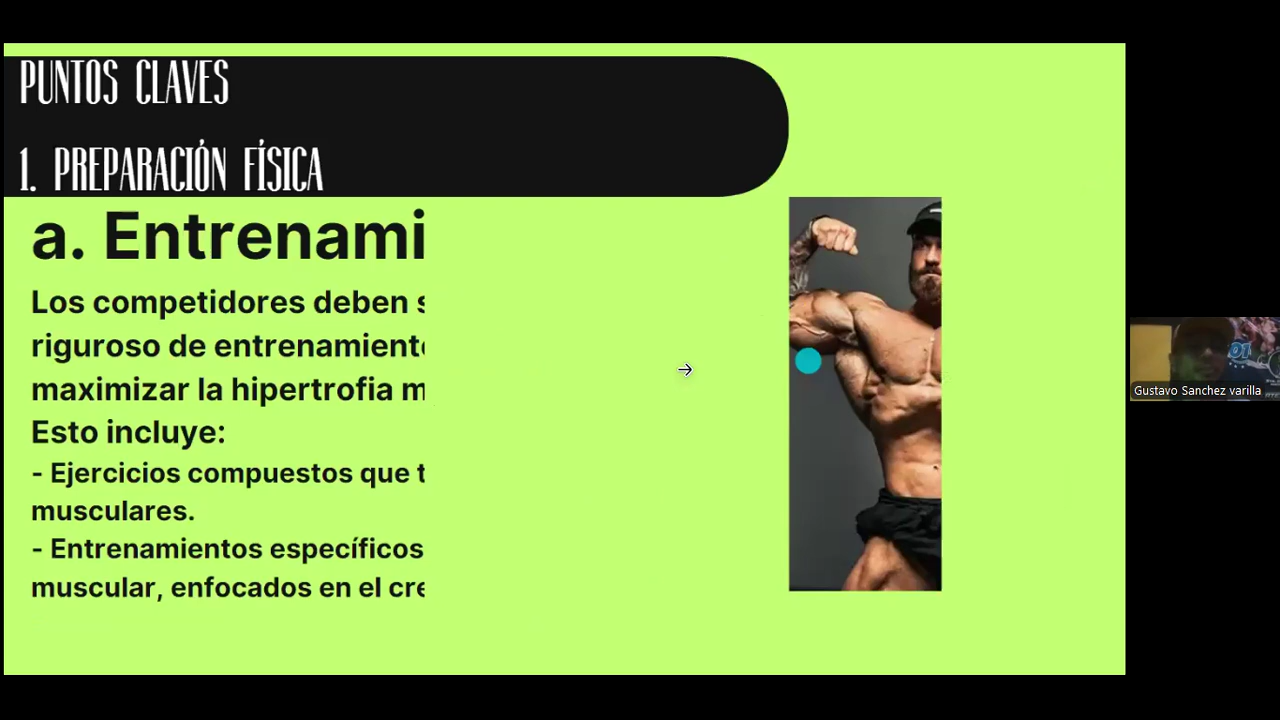 PUNTOS CLAVES
1. PREPARACIÓN FÍSICA
a. Entrenami
Los competidores deben s
riguroso de entrenamiento
maximizar la hipertrofia m
Esto incluye:
- Ejercicios compuestos que t
musculares.
- Entrenamientos específicos
muscular, enfocados en el cre
Gustavo Sanchez varilla